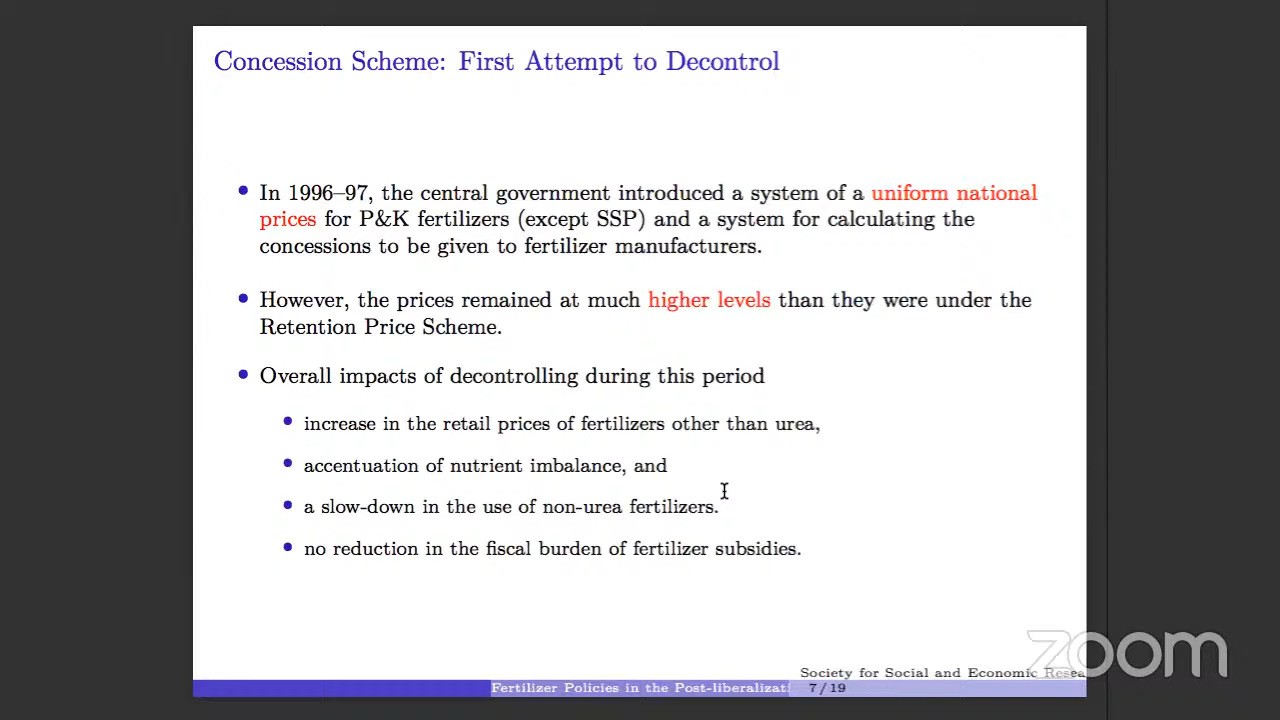 Concession Scheme: First Attempt to Decontrol
• In 1996–97, the central government introduced a system of a uniform national
prices for P&K fertilizers (except SSP) and a system for calculating the
concessions to be given to fertilizer manufacturers.
• However, the prices remained at much higher levels than they were under the
Retention Price Scheme.
• Overall impacts of decontrolling during this period
• increase in the retail prices of fertilizers other than urea,
• accentuation of nutrient imbalance, and
• a slow-down in the use of non-urea fertilizers.
• no reduction in the fiscal burden of fertilizer subsidies.
zoom
Society for Social and Economic Resea
Fertilizer Policies in the Post-liberalizati 7/19